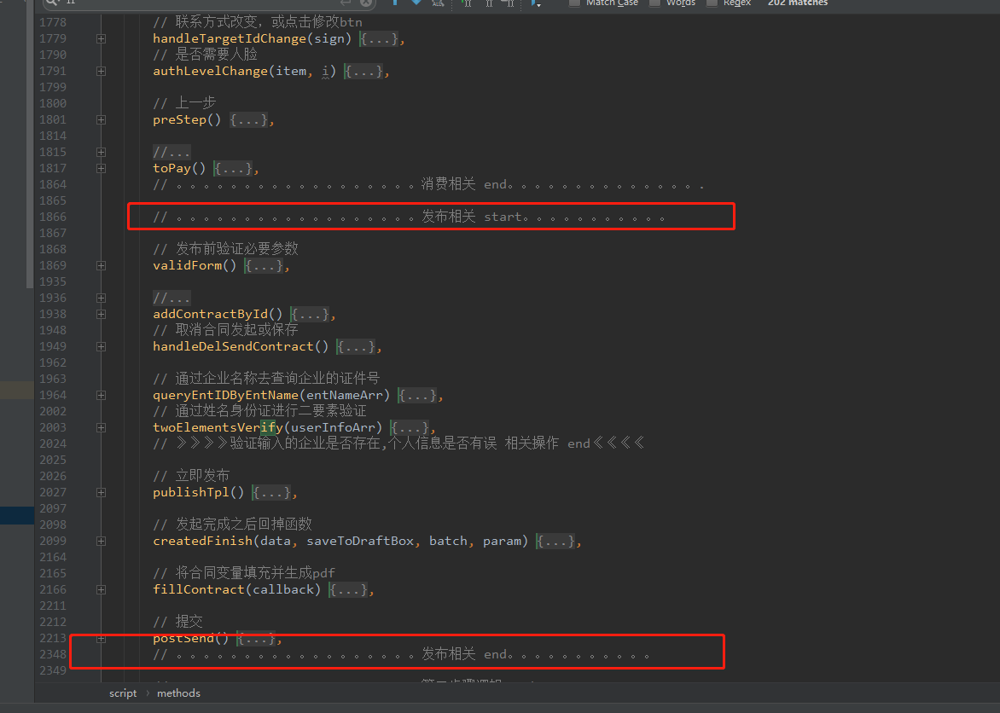 Match Case Words Regex 202 matches
1778 // 联系方式改变，或点击修改btn
1779 handleTargetIdChange(sign) {...},
1790 // 是否需要人脸
1791 authLevelChange(item, i) {...},
1799
1800 // 上一步
1801 preStep() {...},
1814
1815 //...
1817 toPay() {...},
1864 // 。。。。。。。。。。。。。。。。。。消费相关 end。。。。。。。。。。。。。。.
1865
1866 // 。。。。。。。。。。。。。。。。。。发布相关 start。。。。。。。。。。。
1867
1868 // 发布前验证必要参数
1869 validForm() {...},
1935
1936 //...
1938 addContractById() {...},
1948 // 取消合同发起或保存
1949 handleDelSendContract() {...},
1962
1963 // 通过企业名称去查询企业的证件号
1964 queryEntIDByEntName(entNameArr) {...},
2002 // 通过姓名身份证进行二要素验证
2003 twoElementsVerify(userInfoArr) {...},
2024 // 》》》》验证输入的企业是否存在,个人信息是否有误 相关操作 end《《《《
2025
2026 // 立即发布
2027 publishTpl() {...},
2097
2098 // 发起完成之后回掉函数
2099 createdFinish(data, saveToDraftBox, batch, param) {...},
2164
2165 // 将合同变量填充并生成pdf
2166 fillContract(callback) {...},
2211
2212 // 提交
2213 postSend() {...},
2348 // 。。。。。。。。。。。。。。。。。。发布相关 end。。。。。。。。。。。
2349
script › methods